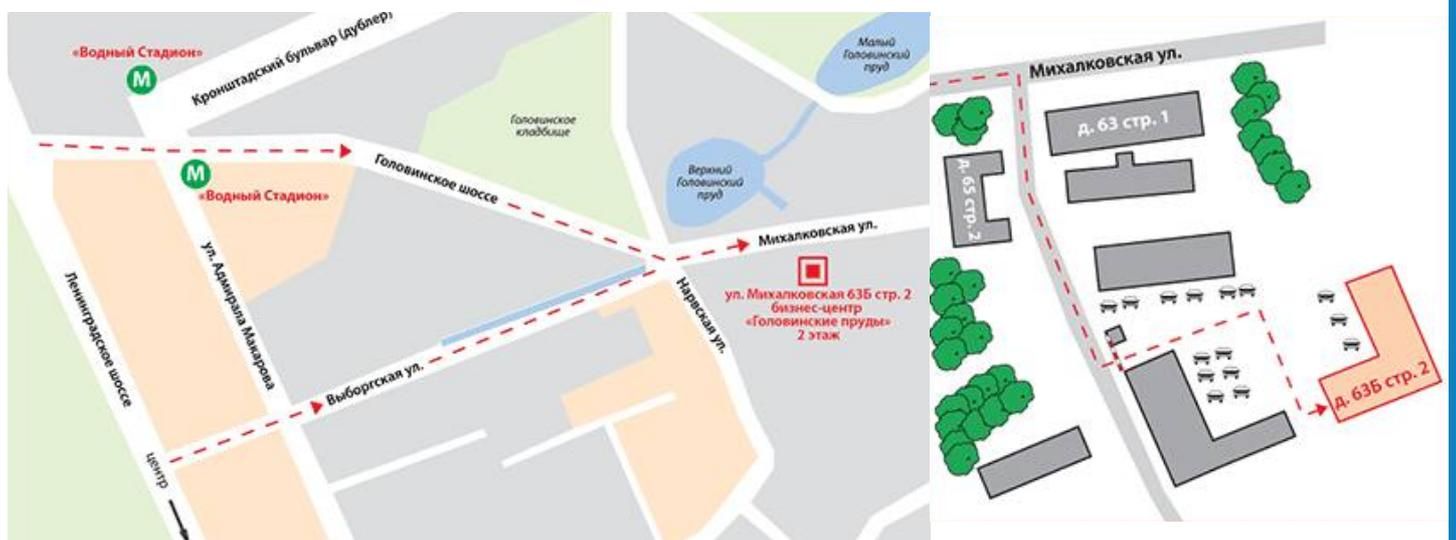 «Водный Стадион»
М
Кронштадский бульвар (дублер)
Малый
Головинский
пруд
Головинское
кладбище
М
«Водный Стадион»
Головинское шоссе
Верхний
Головинский
пруд
Михалковская ул.
ул. Михалковская 63Б стр. 2
бизнес-центр
«Головинские пруды»
2 этаж
Ленинградское шоссе
ул. Адмирала Макарова
Нарвская ул.
Выборгская ул.
центр
Михалковская ул.
д. 63 стр. 1
д. 65 стр. 2
д. 63Б стр. 2